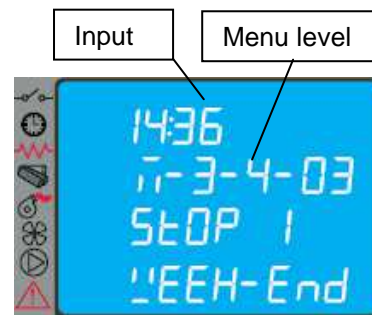 Input Menu level
14:36
M-3-4-03
StOP 1
WEEK-End